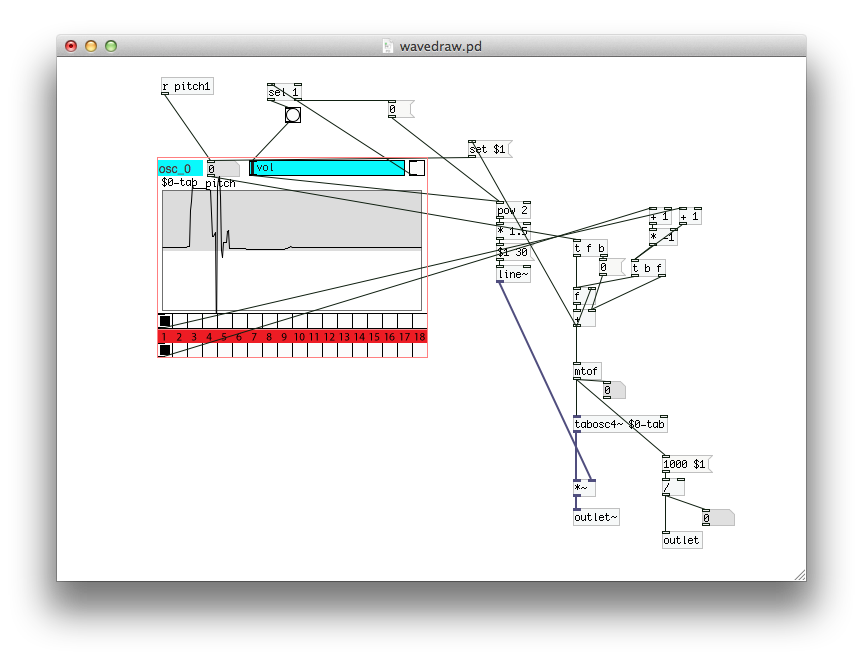 wavedraw.pd
r pitch1
sel 1
0
set $1
osc_0
0
vol
$0-tab
pitch
pow 2
+ 1
+ 1
* 1.5
* -1
t f b
$1 30
0
t b f
line~
f
+
1 2 3 4 5 6 7 8 9 10 11 12 13 14 15 16 17 18
mtof
0
tabosc4~ $0-tab
1000 $1
*~
/
outlet~
0
outlet